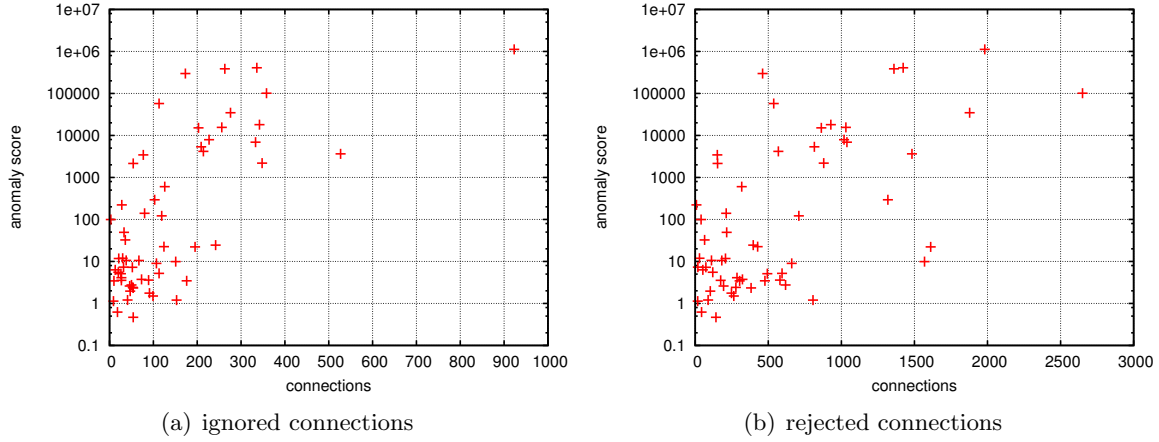 1e+07
1e+06
100000
10000
1000
100
10
1
0.1
anomaly score
0 100 200 300 400 500 600 700 800 900 1000
connections
(a) ignored connections
1e+07
1e+06
100000
10000
1000
100
10
1
0.1
anomaly score
0 500 1000 1500 2000 2500 3000
connections
(b) rejected connections